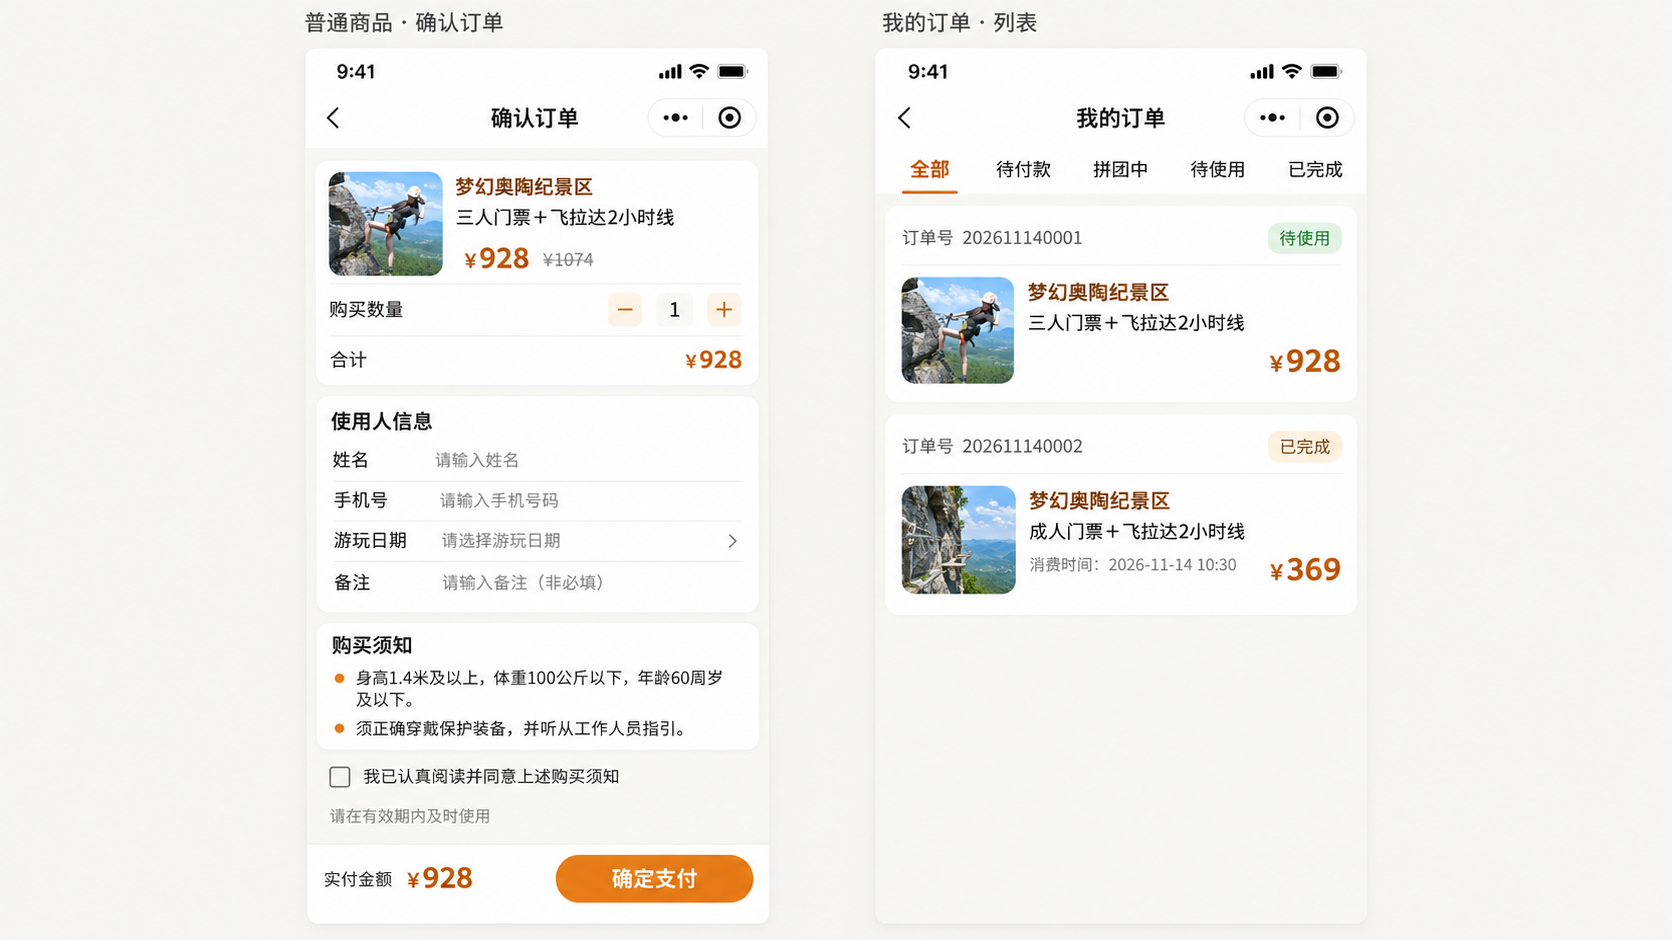 普通商品·确认订单
9:41
确认订单
梦幻奥陶纪景区
三人门票+飞拉达2小时线
¥928 ¥1074
购买数量 1
合计 ¥928
使用人信息
姓名 请输入姓名
手机号 请输入手机号码
游玩日期 请选择游玩日期
备注 请输入备注（非必填）
购买须知
身高1.4米及以上，体重100公斤以下，年龄60周岁
及以下。
须正确穿戴保护装备，并听从工作人员指引。
我已认真阅读并同意上述购买须知
请在有效期内及时使用
实付金额 ¥928 确定支付
我的订单·列表
9:41
我的订单
全部 待付款 拼团中 待使用 已完成
订单号 202611140001 待使用
梦幻奥陶纪景区
三人门票+飞拉达2小时线
¥928
订单号 202611140002 已完成
梦幻奥陶纪景区
成人门票+飞拉达2小时线
消费时间：2026-11-14 10:30 ¥369